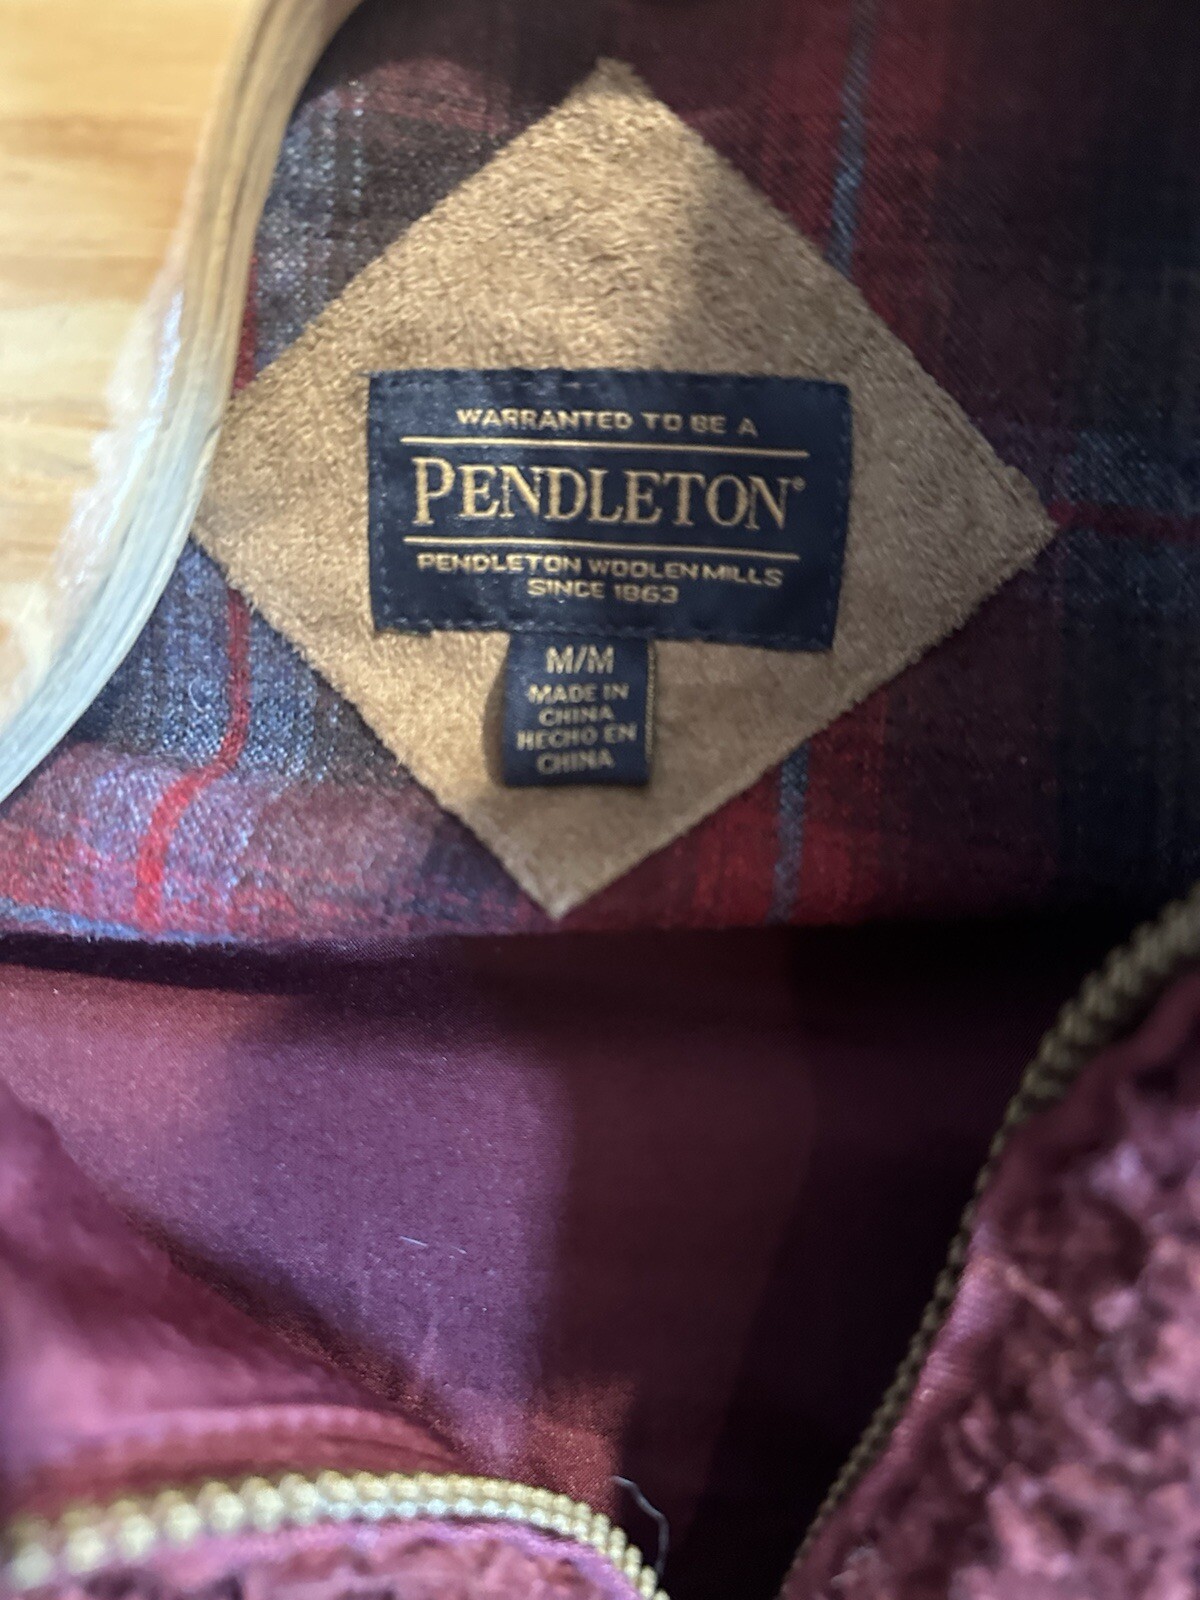 WARRANTED TO BE A
PENDLETON®
PENDLETON WOOLEN MILLS
SINCE 1863
M/M
MADE IN
CHINA
HECHO EN
CHINA